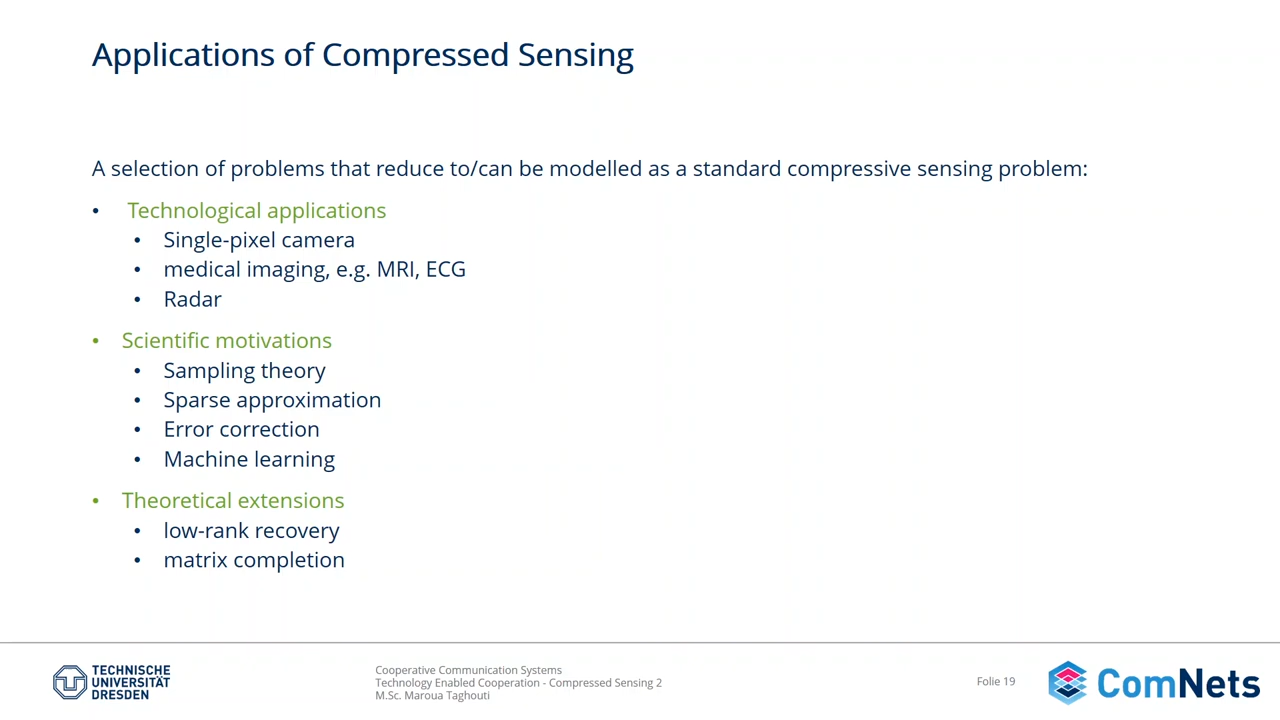 Applications of Compressed Sensing
A selection of problems that reduce to/can be modelled as a standard compressive sensing problem:
• Technological applications
• Single-pixel camera
• medical imaging, e.g. MRI, ECG
• Radar
• Scientific motivations
• Sampling theory
• Sparse approximation
• Error correction
• Machine learning
• Theoretical extensions
• low-rank recovery
• matrix completion
TECHNISCHE
UNIVERSITÄT
DRESDEN
Cooperative Communication Systems
Technology Enabled Cooperation - Compressed Sensing 2
M.Sc. Maroua Taghouti
Folie 19
ComNets